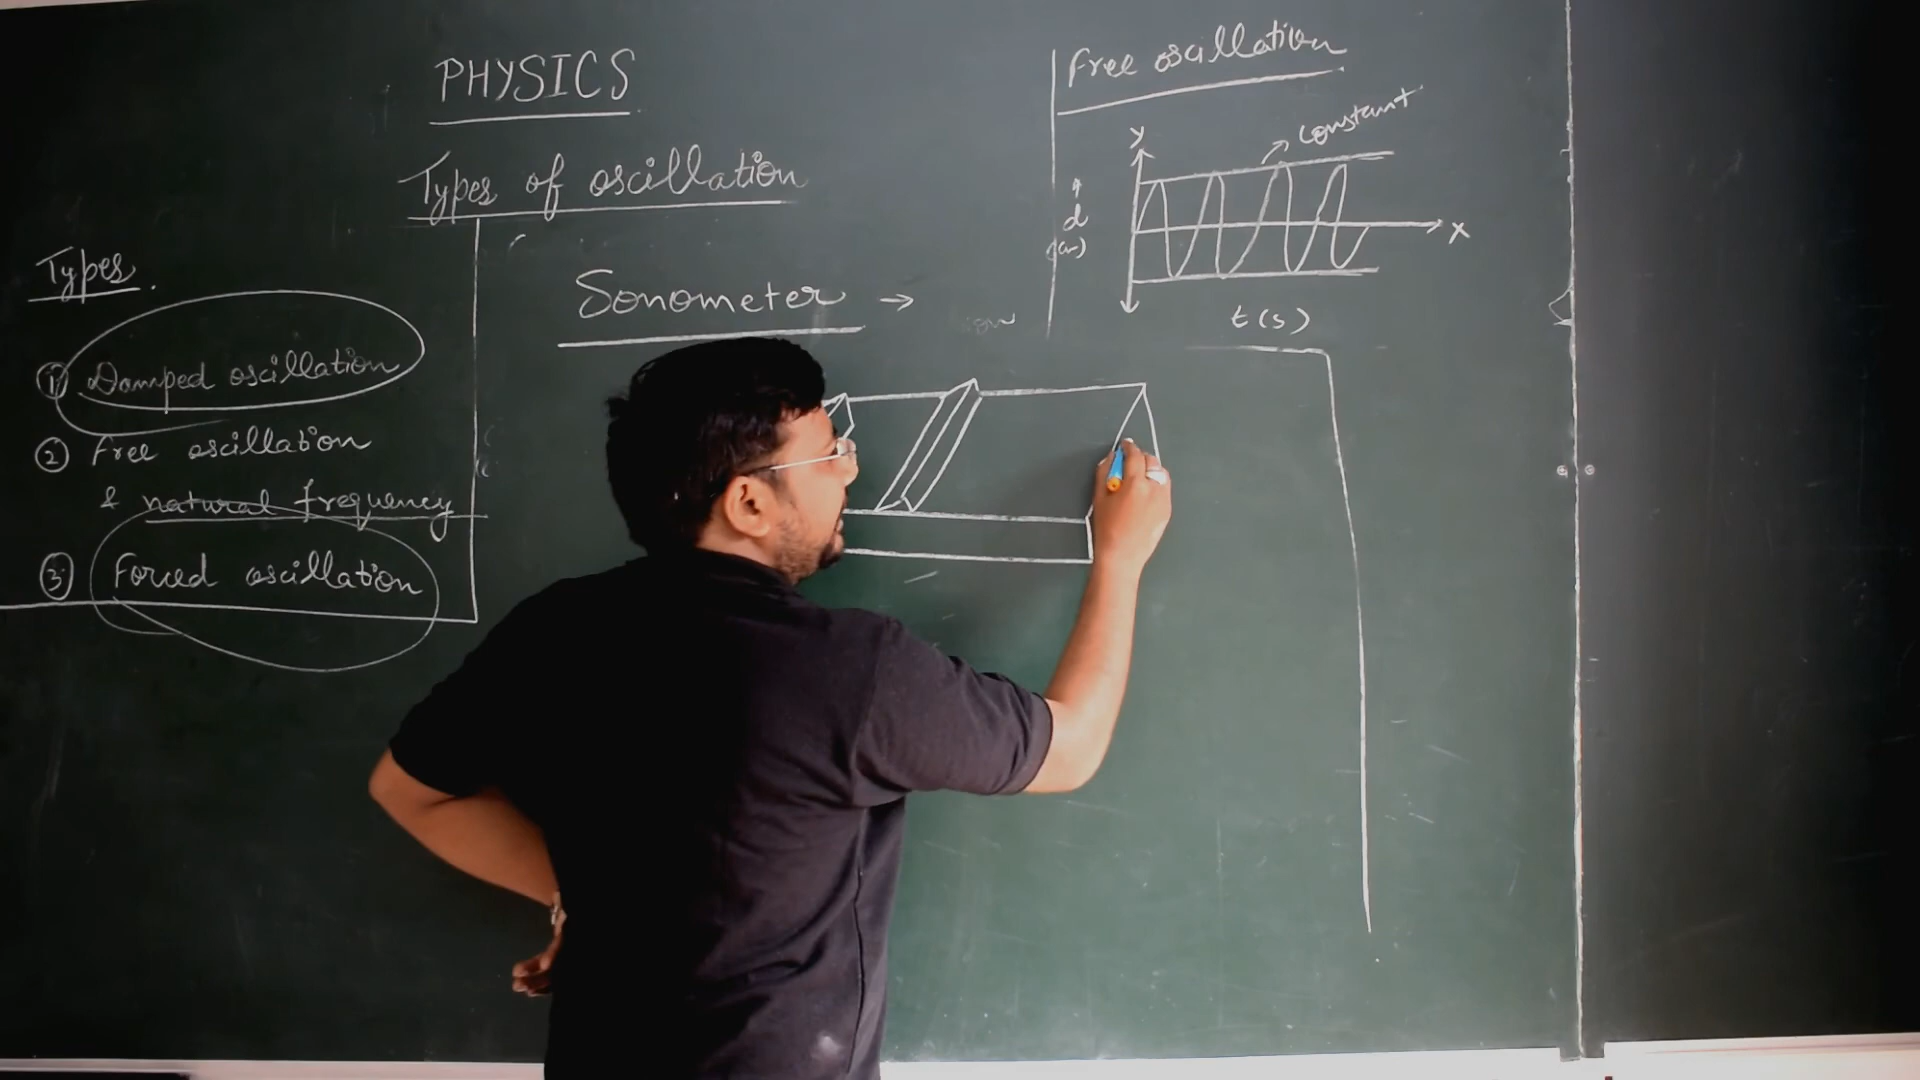 PHYSICS
Types of oscillation
Types.
① Damped oscillation
② Free oscillation
& natural frequency
③ Forced oscillation
Sonometer →
Free oscillation
constant
y
d
x
t(s)